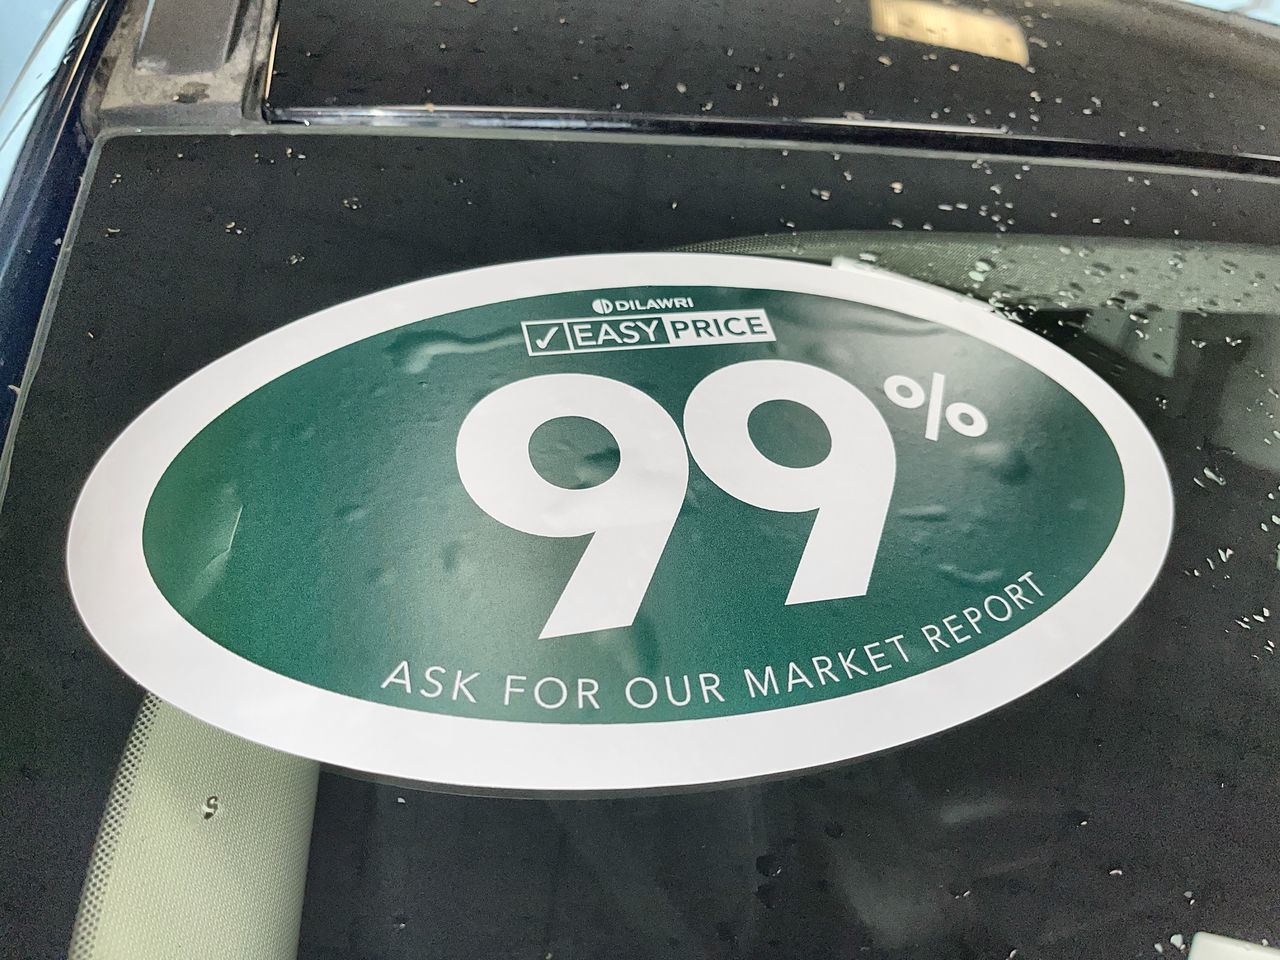 DILAWRI
✓ EASY PRICE
99%
ASK FOR OUR MARKET REPORT